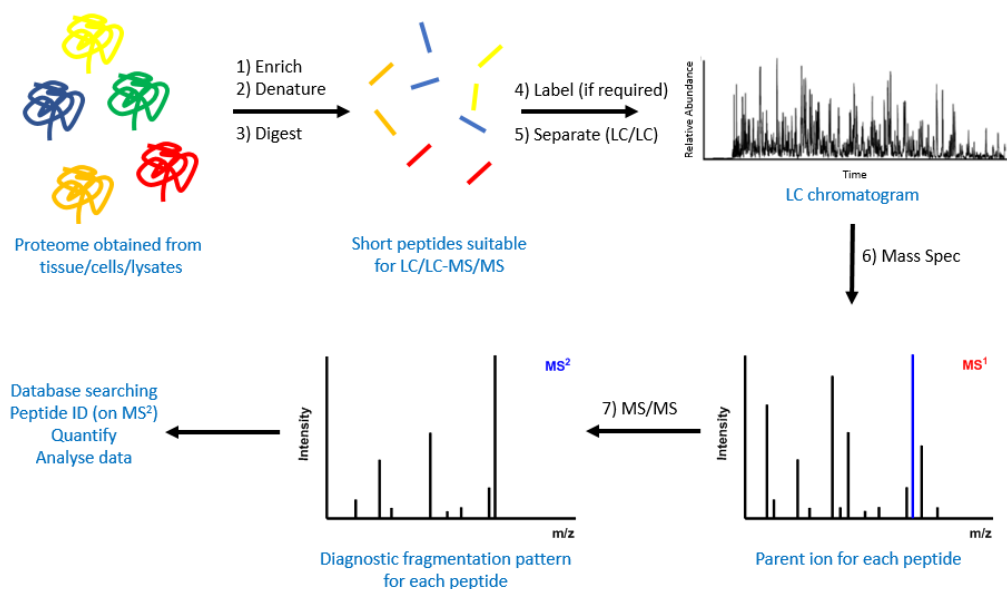 1) Enrich
2) Denature
3) Digest
4) Label (if required)
5) Separate (LC/LC)
Relative Abundance
Time
LC chromatogram
Proteome obtained from
tissue/cells/lysates
Short peptides suitable
for LC/LC-MS/MS
6) Mass Spec
Database searching
Peptide ID (on MS²)
Quantify
Analyse data
MS²
Intensity
m/z
Diagnostic fragmentation pattern
for each peptide
7) MS/MS
MS¹
Intensity
m/z
Parent ion for each peptide